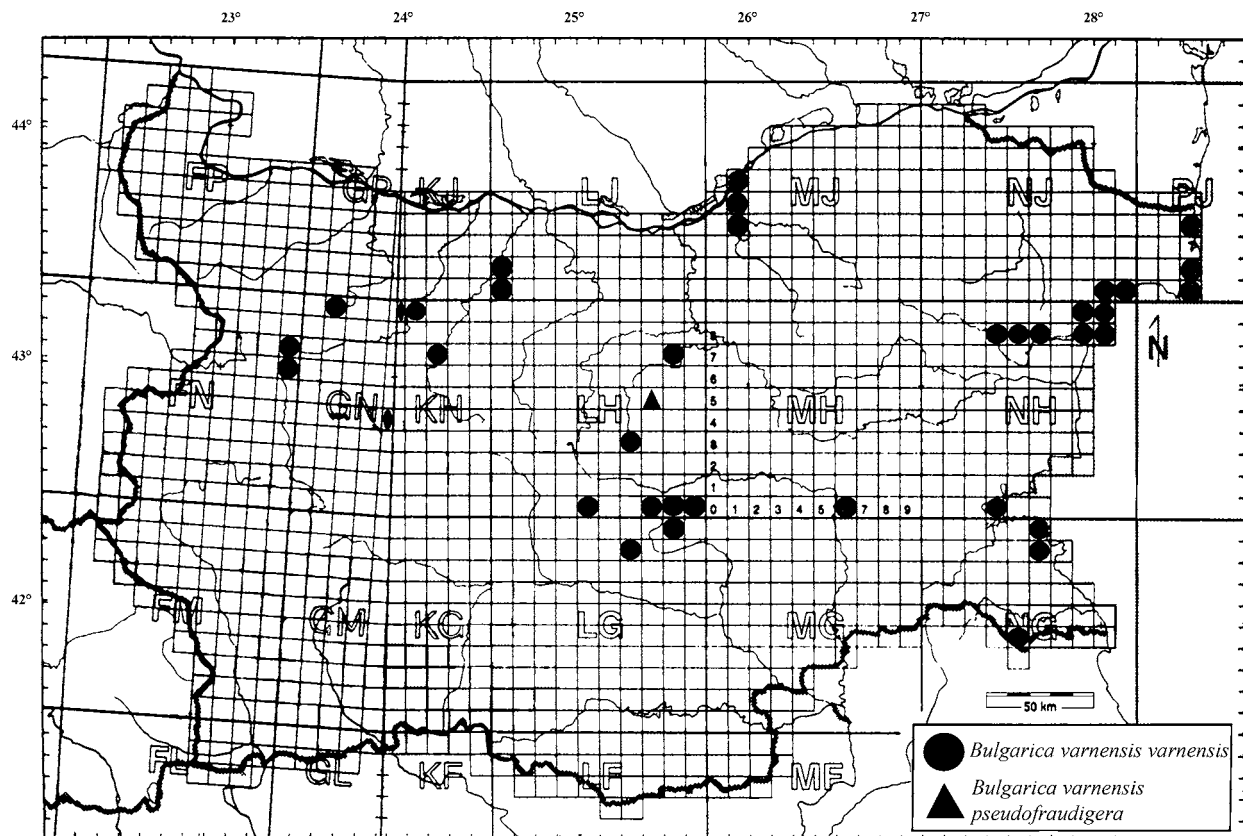 23° 24° 25° 26° 27° 28°
44°
FP GP KJ LJ MJ NJ PJ
43°
N
8
7
6
FN GN KN LH MH NH
5
4
3
2
1
0 1 2 3 4 5 7 8 9
42°
FM GM KG LG MG NG
50 km
Bulgarica varnensis varnensis
Bulgarica varnensis
pseudofraudigera
FL GL KF LF MF